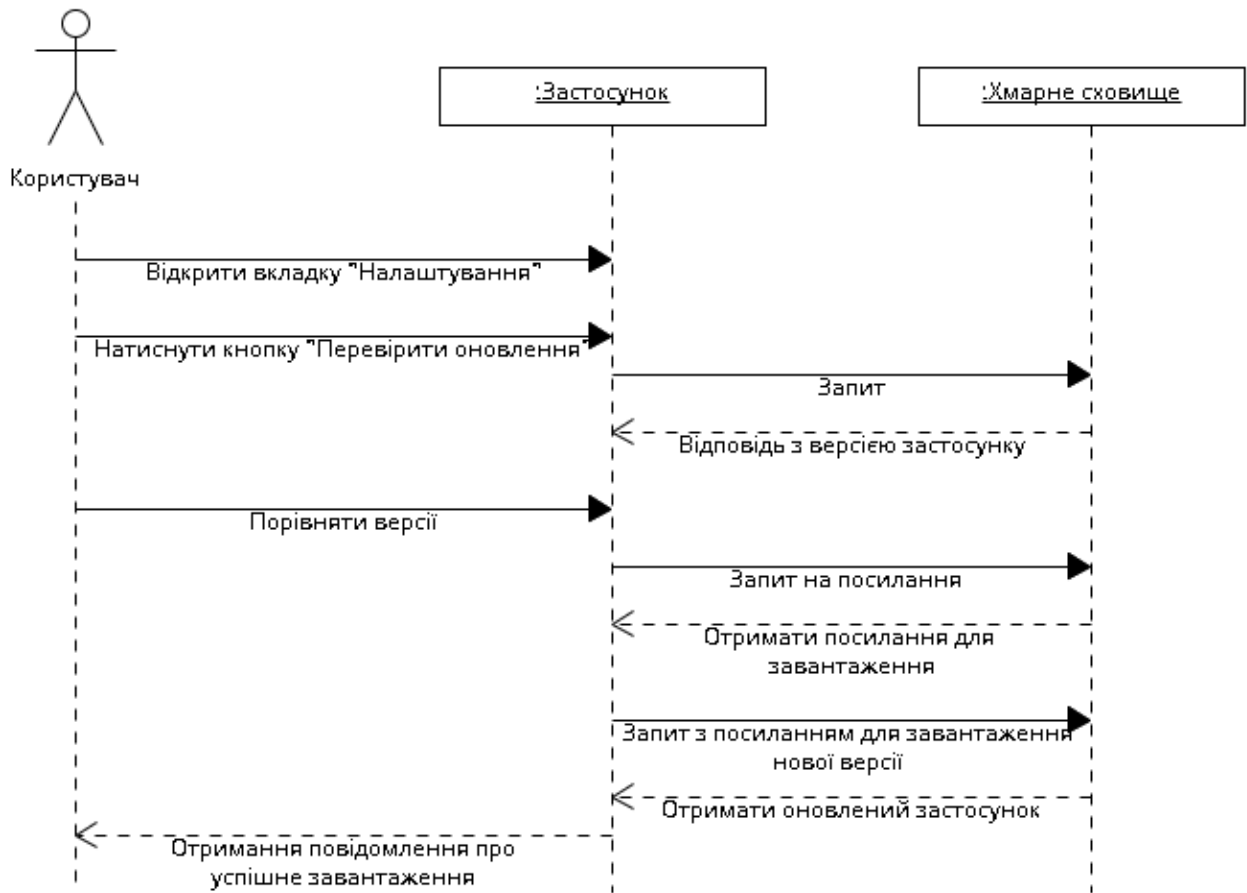 :Застосунок
:Хмарне сховище
Користувач
Відкрити вкладку "Налаштування"
Натиснути кнопку "Перевірити оновлення"
Запит
Відповідь з версією застосунку
Порівняти версії
Запит на посилання
Отримати посилання для
завантаження
Запит з посиланням для завантаження
нової версії
Отримати оновлений застосунок
Отримання повідомлення про
успішне завантаження